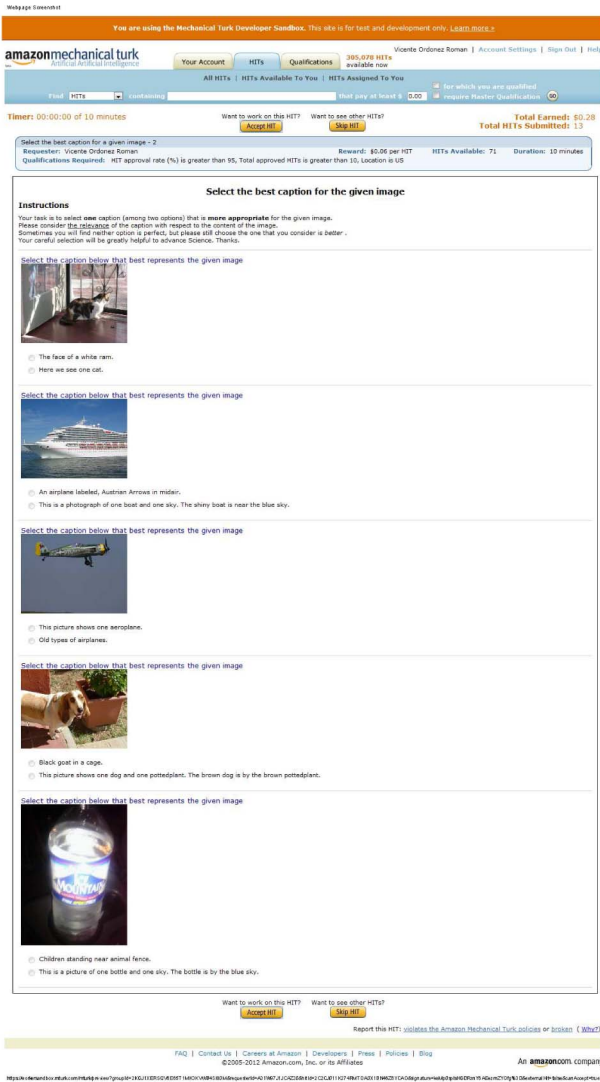 Webpage Screenshot
You are using the Mechanical Turk Developer Sandbox. This site is for test and development only. Learn more »
Vicente Ordonez Roman | Account Settings | Sign Out | Help
amazonmechanical turk
Artificial Artificial Intelligence
Your Account
HITs
Qualifications
305,078 HITs
available now
All HITs | HITs Available To You | HITs Assigned To You
Find HITs containing that pay at least $ 0.00
for which you are qualified
require Master Qualification GO
Timer: 00:00:00 of 10 minutes
Want to work on this HIT?
Want to see other HITs?
Accept HIT
Skip HIT
Total Earned: $0.28
Total HITs Submitted: 13
Select the best caption for a given image - 2
Requester: Vicente Ordonez Roman
Reward: $0.06 per HIT
HITs Available: 71
Duration: 10 minutes
Qualifications Required: HIT approval rate (%) is greater than 95, Total approved HITs is greater than 10, Location is US
Select the best caption for the given image
Instructions
Your task is to select one caption (among two options) that is more appropriate for the given image.
Please consider the relevance of the caption with respect to the content of the image.
Sometimes you will find neither option is perfect, but please still choose the one that you consider is better .
Your careful selection will be greatly helpful to advance Science. Thanks.
Select the caption below that best represents the given image
The face of a white ram.
Here we see one cat.
Select the caption below that best represents the given image
An airplane labeled, Austrian Arrows in midair.
This is a photograph of one boat and one sky. The shiny boat is near the blue sky.
Select the caption below that best represents the given image
This picture shows one aeroplane.
Old types of airplanes.
Select the caption below that best represents the given image
Black goat in a cage.
This picture shows one dog and one pottedplant. The brown dog is by the brown pottedplant.
Select the caption below that best represents the given image
MOUNTAIN
Children standing near animal fence.
This is a picture of one bottle and one sky. The bottle is by the blue sky.
Want to work on this HIT?
Want to see other HITs?
Accept HIT
Skip HIT
Report this HIT: violates the Amazon Mechanical Turk policies or broken ( Why?
FAQ | Contact Us | Careers at Amazon | Developers | Press | Policies | Blog
©2005-2012 Amazon.com, Inc. or its Affiliates
An amazon.com. company